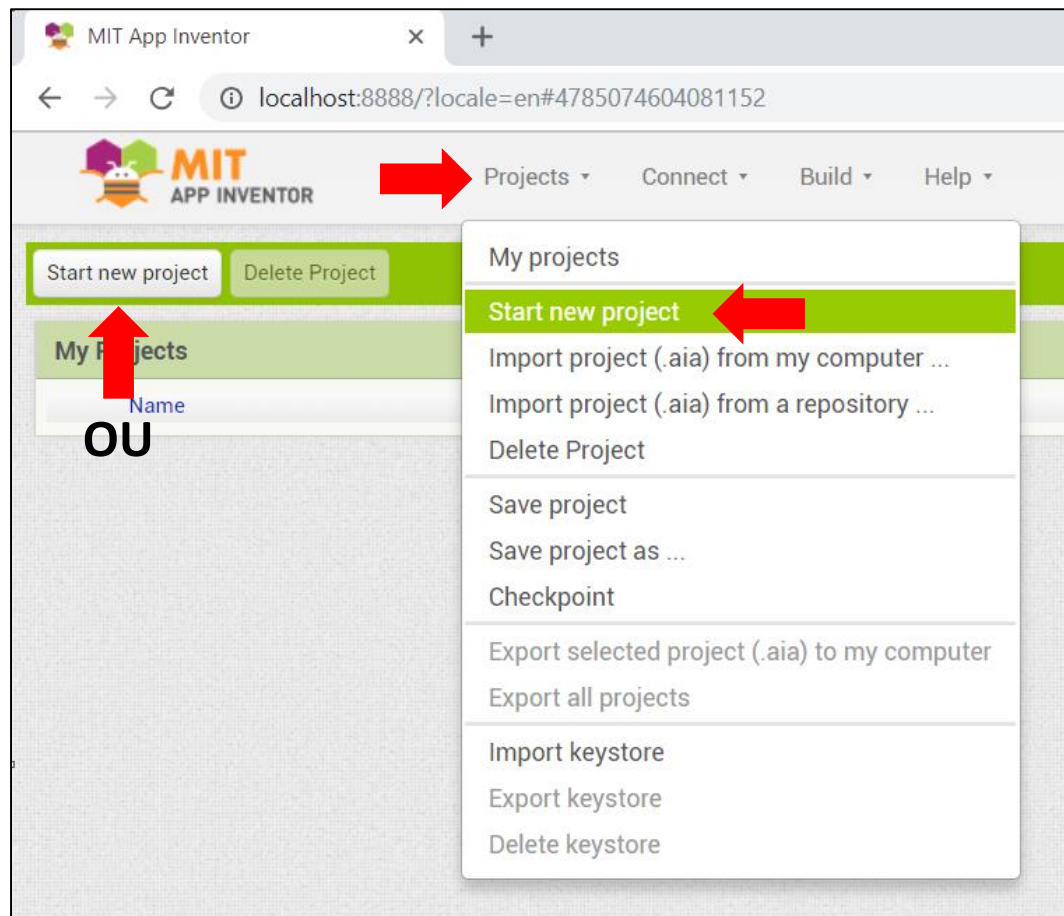 MIT App Inventor
localhost:8888/?locale=en#4785074604081152
MIT
APP INVENTOR
Projects Connect Build Help
Start new project Delete Project
My projects
Start new project
Import project (.aia) from my computer ...
Import project (.aia) from a repository ...
Delete Project
Save project
Save project as ...
Checkpoint
Export selected project (.aia) to my computer
Export all projects
Import keystore
Export keystore
Delete keystore
My Projects
Name
OU